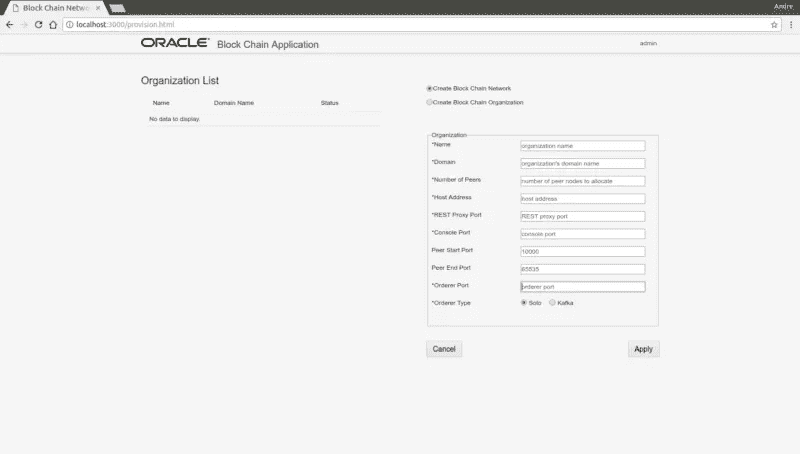 Block Chain Netwo
Amire
localhost:3000/provision.html
ORACLE Block Chain Application
admin
Organization List
Name Domain Name Status
No data to display.
Create Block Chain Network
Create Block Chain Organization
Organization
*Name organization name
*Domain organization's domain name
*Number of Peers number of peer nodes to allocate
*Host Address host address
*REST Proxy Port REST proxy port
*Console Port console port
Peer Start Port 10000
Peer End Port 65535
*Orderer Port orderer port
*Orderer Type Solo Kafka
Cancel Apply